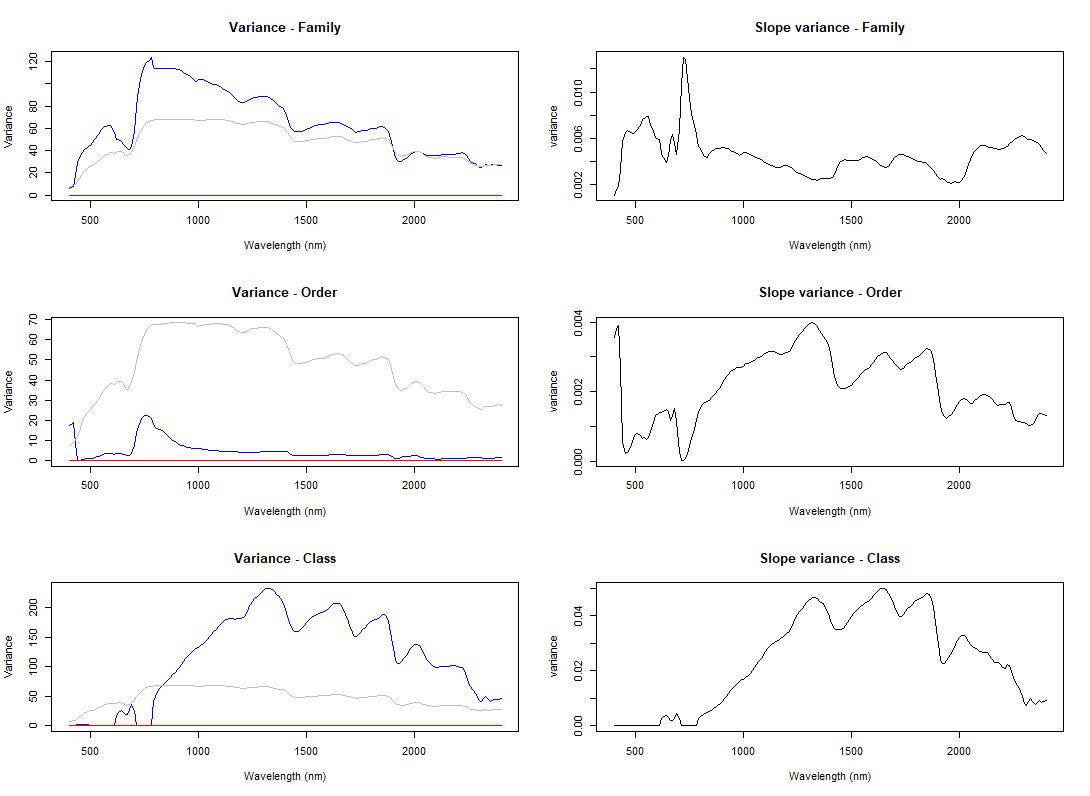 Variance - Family
Variance
0 20 40 60 80 120
500 1000 1500 2000
Wavelength (nm)
Slope variance - Family
variance
0.002 0.006 0.010
500 1000 1500 2000
Wavelength (nm)
Variance - Order
Variance
0 10 20 30 40 50 60 70
500 1000 1500 2000
Wavelength (nm)
Slope variance - Order
variance
0.000 0.002 0.004
500 1000 1500 2000
Wavelength (nm)
Variance - Class
Variance
0 50 100 150 200
500 1000 1500 2000
Wavelength (nm)
Slope variance - Class
variance
0.00 0.02 0.04
500 1000 1500 2000
Wavelength (nm)